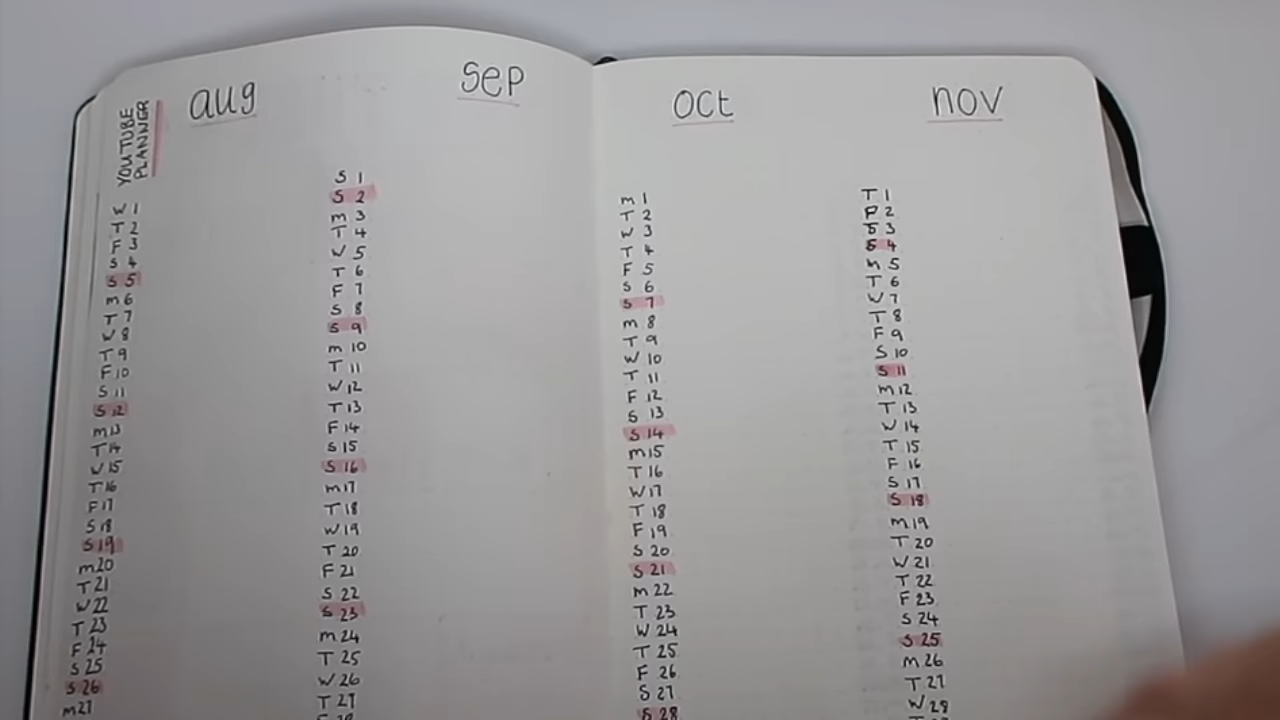 YOUTUBE
PLANNER
aug
W 1
T 2
F 3
S 4
S 5
m 6
T 7
W 8
T 9
F 10
S 11
S 12
m 13
T 14
W 15
T 16
F 17
S 18
S 19
m 20
T 21
W 22
T 23
F 24
S 25
S 26
m 27
Sep
S 1
S 2
m 3
T 4
W 5
T 6
F 7
S 8
S 9
m 10
T 11
W 12
T 13
F 14
S 15
S 16
m 17
T 18
W 19
T 20
F 21
S 22
S 23
m 24
T 25
W 26
T 27
oct
m 1
T 2
W 3
T 4
F 5
S 6
S 7
m 8
T 9
W 10
T 11
F 12
S 13
S 14
m 15
T 16
W 17
T 18
F 19
S 20
S 21
m 22
T 23
W 24
T 25
F 26
S 27
S 28
nov
T 1
F 2
S 3
S 4
m 5
T 6
W 7
T 8
F 9
S 10
S 11
m 12
T 13
W 14
T 15
F 16
S 17
S 18
m 19
T 20
W 21
T 22
F 23
S 24
S 25
m 26
T 27
W 28